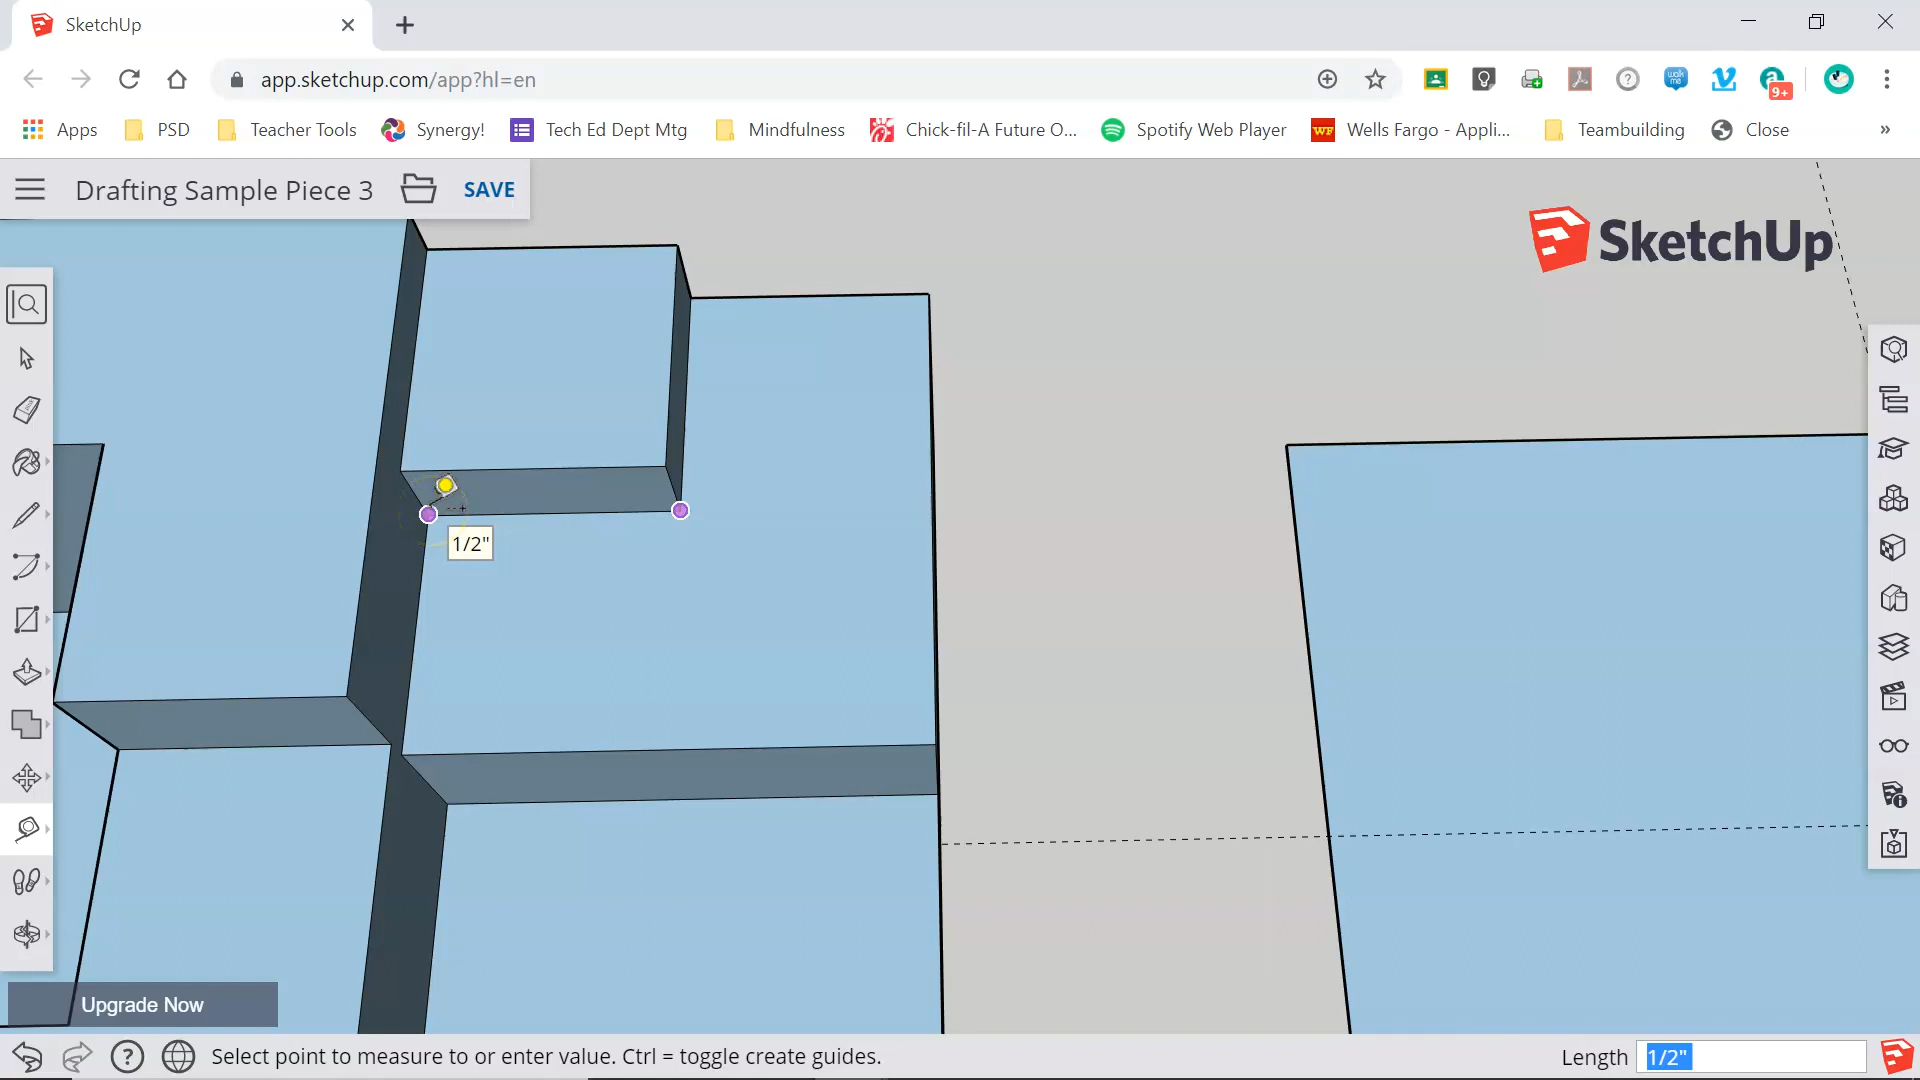 SketchUp
app.sketchup.com/app?hl=en
9+
Apps PSD Teacher Tools Synergy! Tech Ed Dept Mtg Mindfulness Chick-fil-A Future O... Spotify Web Player Wells Fargo - Appli... Teambuilding Close »
Drafting Sample Piece 3 SAVE
SketchUp
1/2"
Upgrade Now
Select point to measure to or enter value. Ctrl = toggle create guides. Length 1/2"